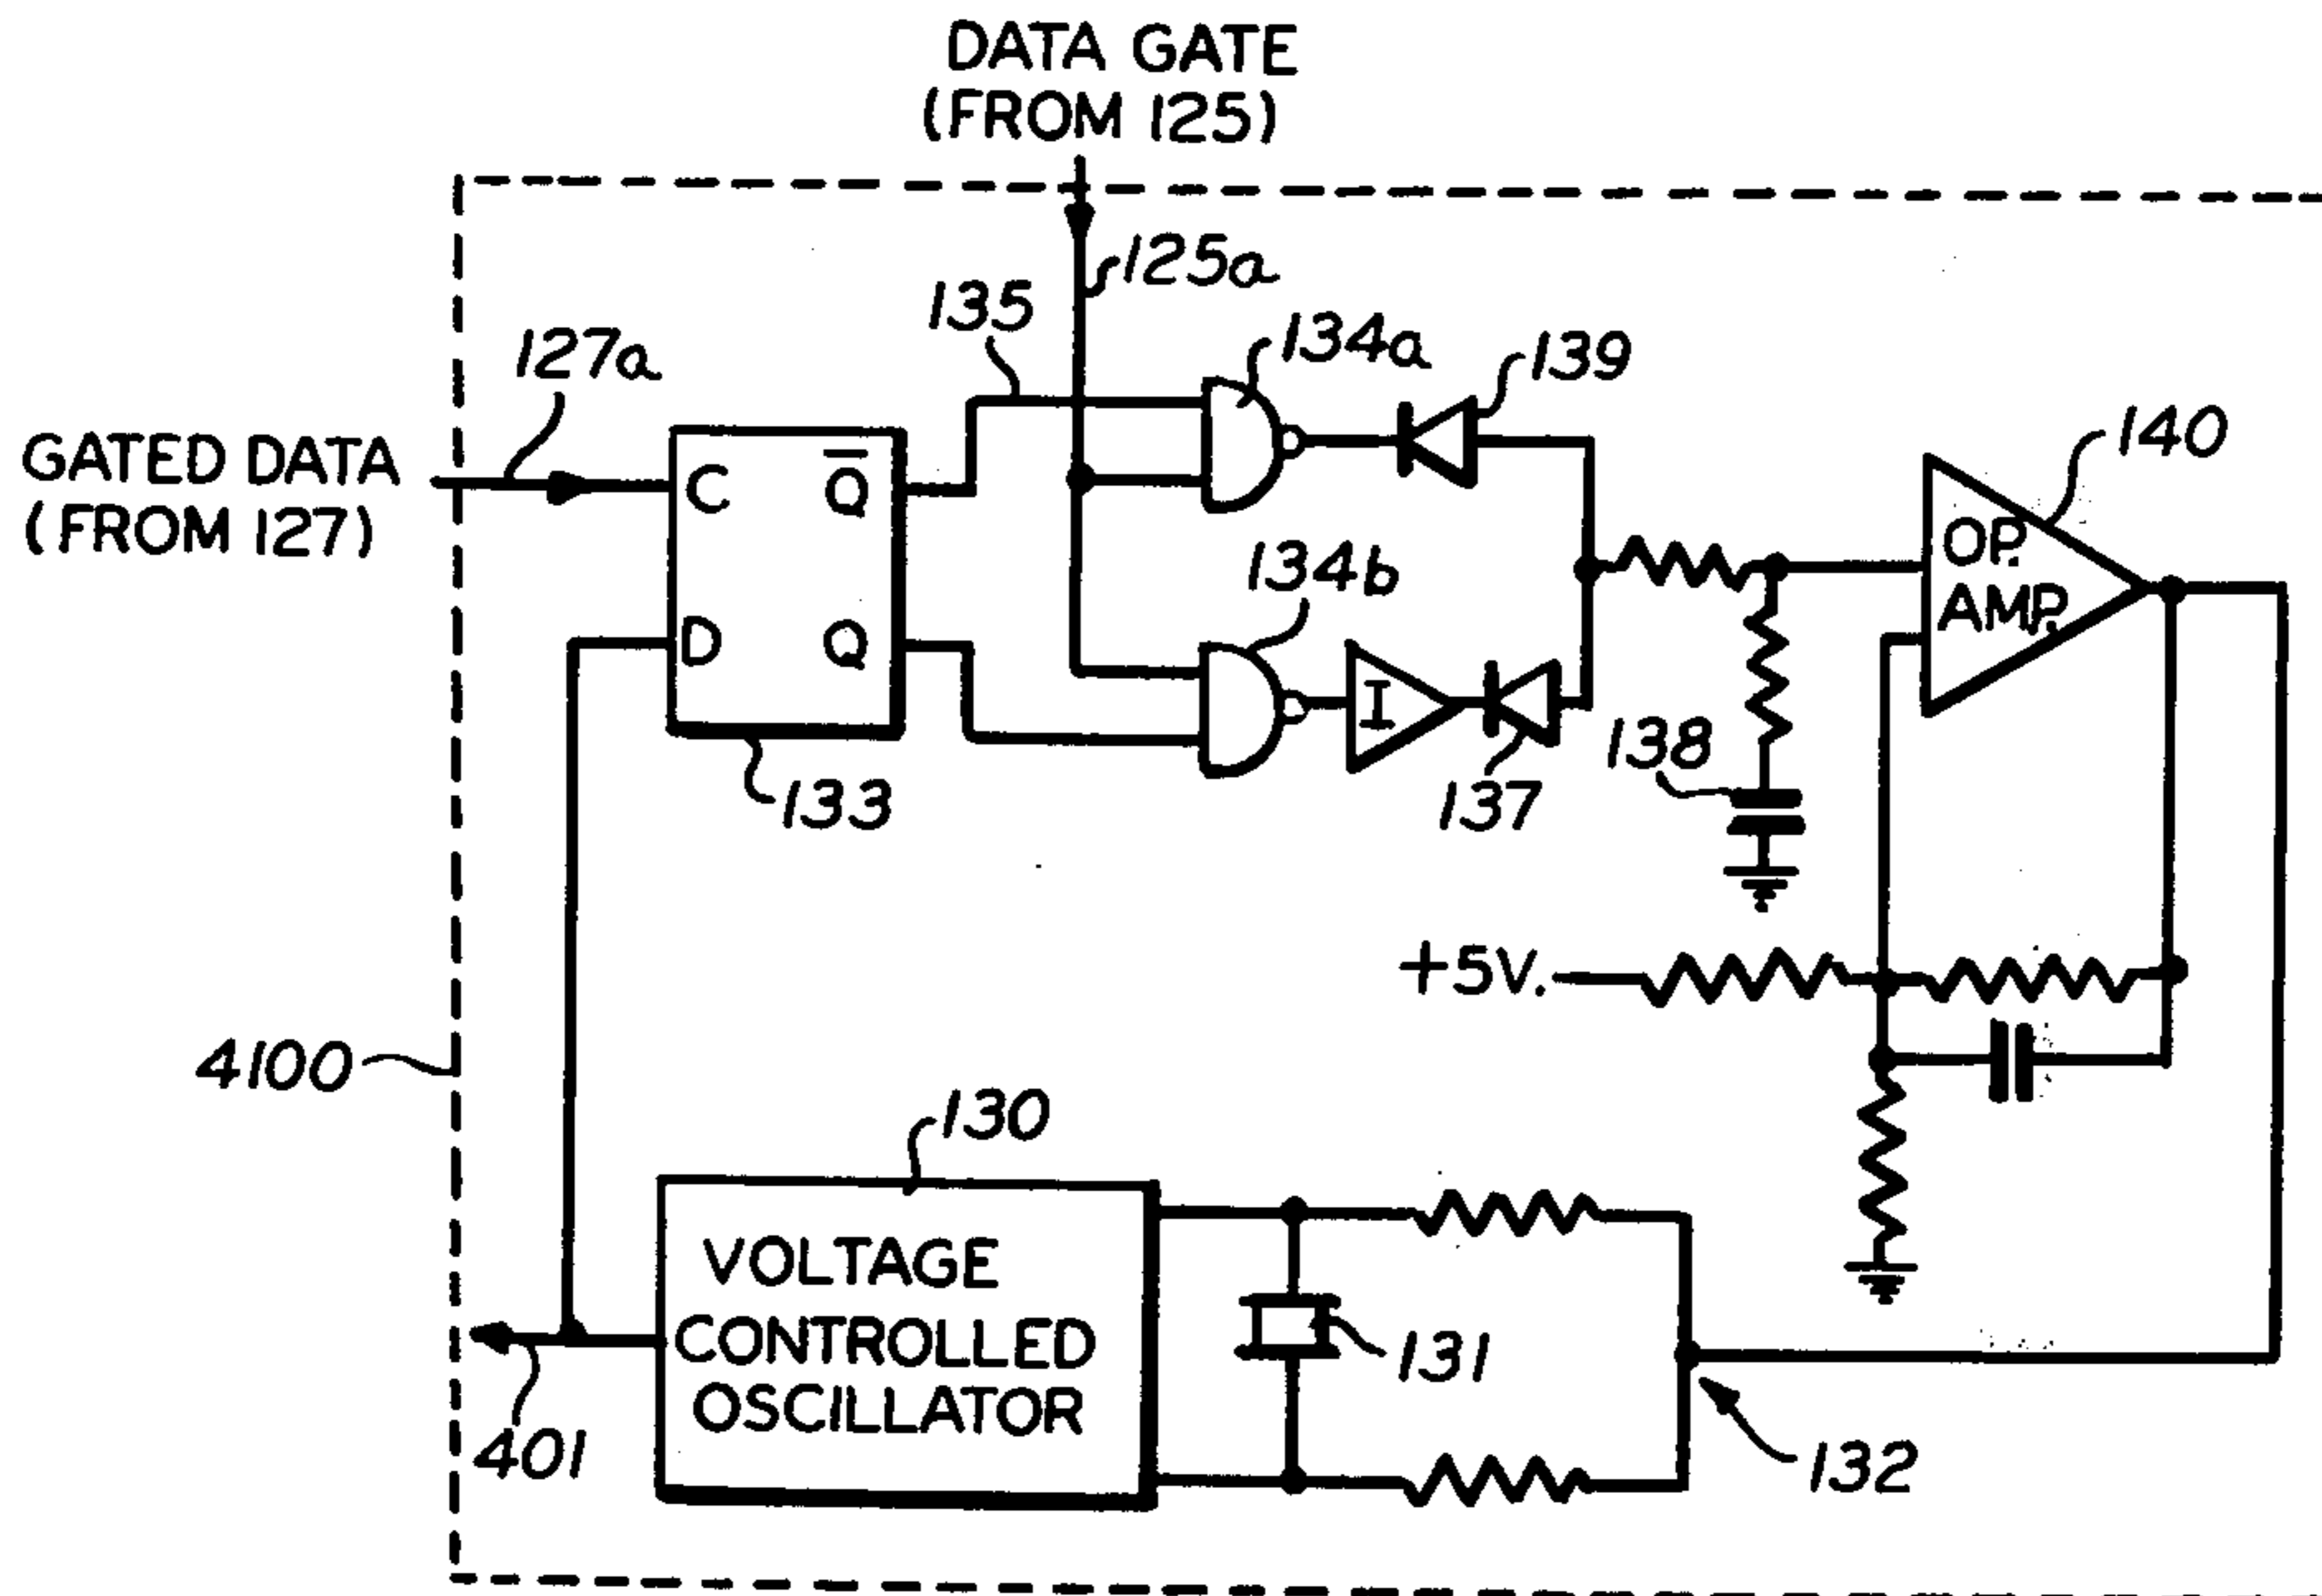 DATA GATE
(FROM 125)
125a
135
134a
139
127a
140
GATED DATA
(FROM 127)
C
Q
OP.
AMP.
134b
D
Q
I
138
137
133
+5V.
4100
130
VOLTAGE
CONTROLLED
OSCILLATOR
131
401
132